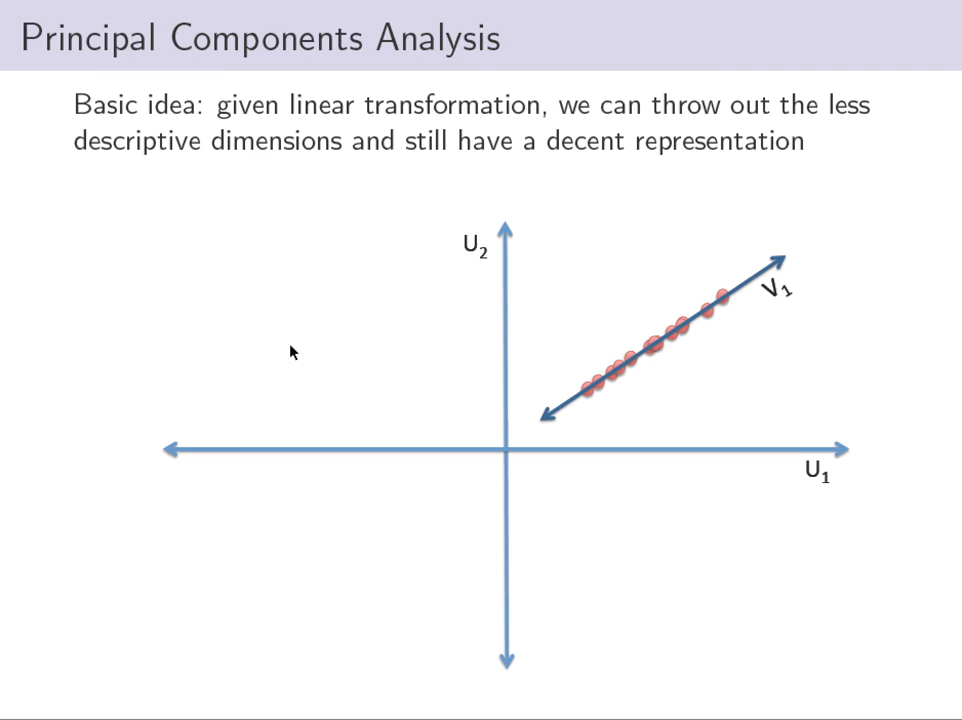 Principal Components Analysis
Basic idea: given linear transformation, we can throw out the less
descriptive dimensions and still have a decent representation
U₂
V₁
U₁